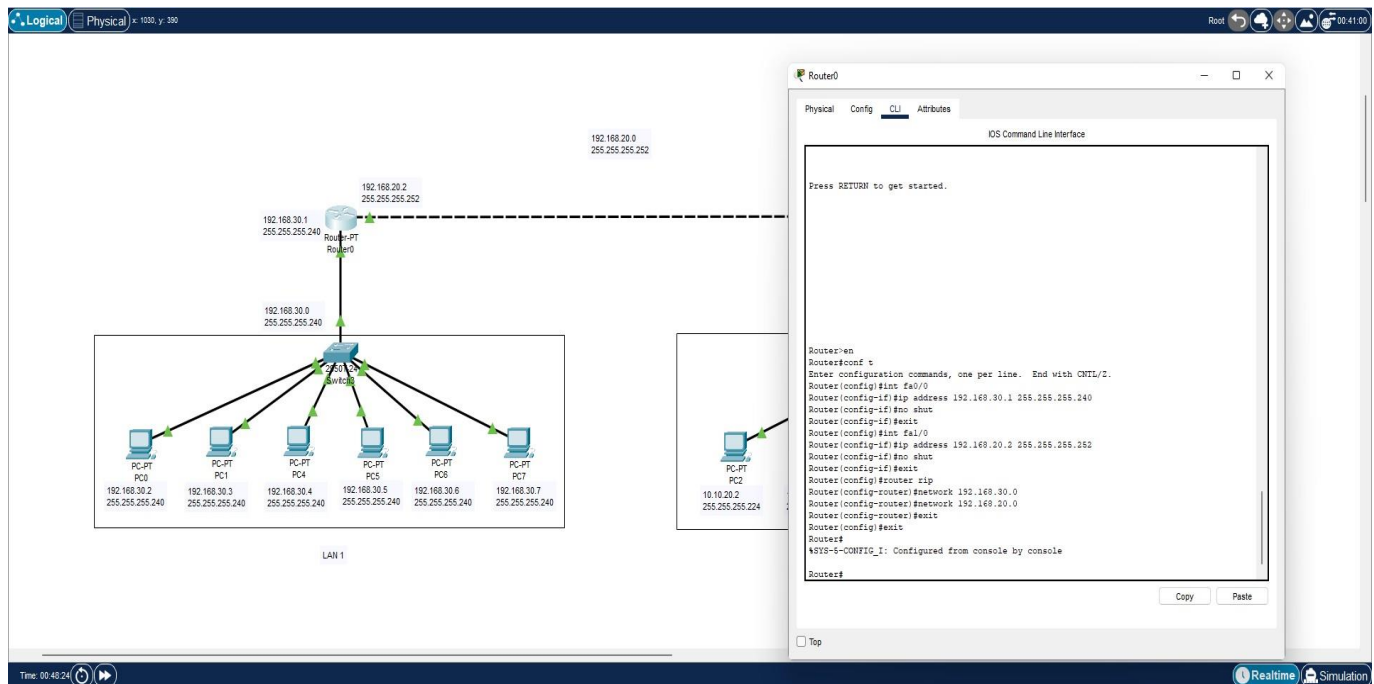 Logical
Physical
x: 1030, y: 390
Root
00:41:00
192.168.20.0
255.255.255.252
192.168.20.2
255.255.255.252
192.168.30.1
255.255.255.240
Router-PT
Router0
192.168.30.0
255.255.255.240
Switch3
PC-PT
PC0
192.168.30.2
255.255.255.240
PC-PT
PC1
192.168.30.3
255.255.255.240
PC-PT
PC4
192.168.30.4
255.255.255.240
PC-PT
PC5
192.168.30.5
255.255.255.240
PC-PT
PC6
192.168.30.6
255.255.255.240
PC-PT
PC7
192.168.30.7
255.255.255.240
LAN 1
PC-PT
PC2
10.10.20.2
255.255.255.224
Router0
Physical Config CLI Attributes
IOS Command Line Interface
Press RETURN to get started.
Router>en
Router#conf t
Enter configuration commands, one per line. End with CNTL/Z.
Router(config)#int fa0/0
Router(config-if)#ip address 192.168.30.1 255.255.255.240
Router(config-if)#no shut
Router(config-if)#exit
Router(config)#int fa1/0
Router(config-if)#ip address 192.168.20.2 255.255.255.252
Router(config-if)#no shut
Router(config-if)#exit
Router(config)#router rip
Router(config-router)#network 192.168.30.0
Router(config-router)#network 192.168.20.0
Router(config-router)#exit
Router(config)#exit
Router#
%SYS-5-CONFIG_I: Configured from console by console
Router#
Copy
Paste
Top
Time: 00:48:24
Realtime
Simulation